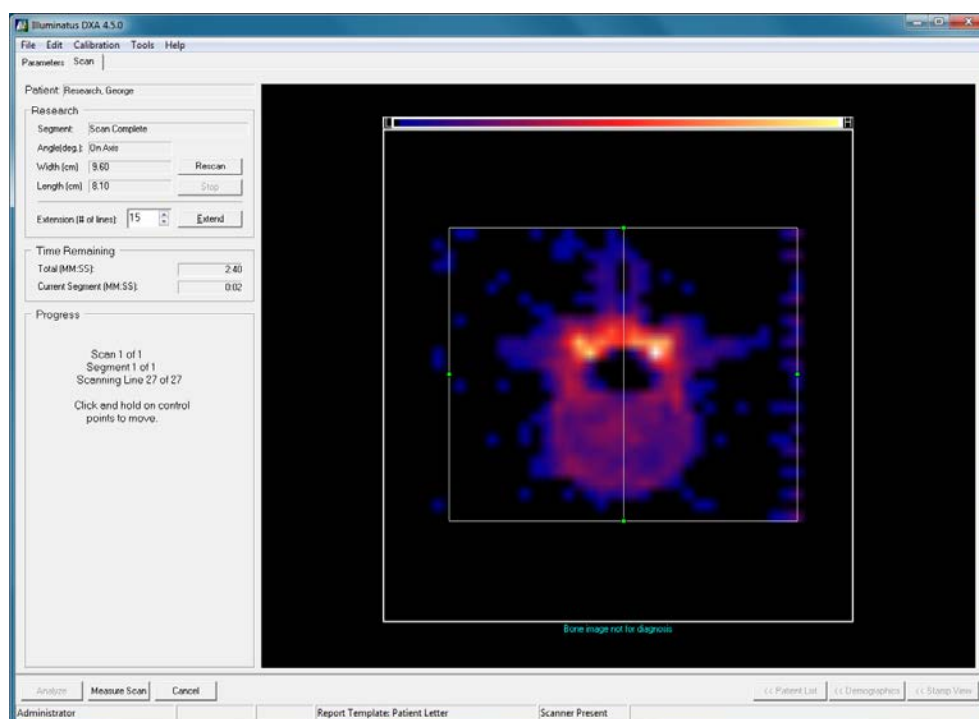 Illuminatus DXA 4.5.0
File Edit Calibration Tools Help
Parameters Scan
Patient: Research, George
Research
Segment: Scan Complete
Angle(deg.): On Axis
Width (cm) 9.60 Rescan
Length (cm) 8.10 Stop
Extension (# of lines): 15 Extend
Time Remaining
Total (MM:SS): 2:40
Current Segment (MM:SS): 0:02
Progress
Scan 1 of 1
Segment 1 of 1
Scanning Line 27 of 27
Click and hold on control
points to move.
L H
Bone image not for diagnosis
Analyze Measure Scan Cancel << Patient List << Demographics << Stamp View
Administrator Report Template: Patient Letter Scanner Present